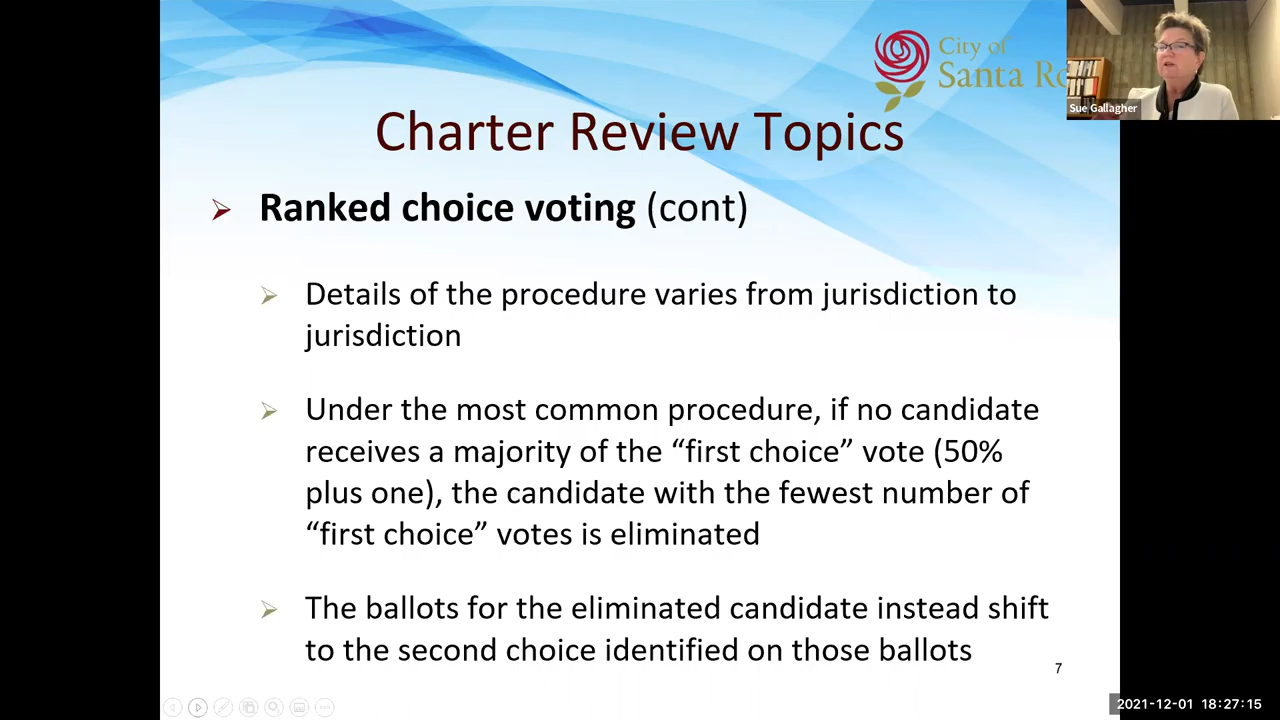 City of
Santa Ro
Sue Gallagher
Charter Review Topics
Ranked choice voting (cont)
Details of the procedure varies from jurisdiction to
jurisdiction
Under the most common procedure, if no candidate
receives a majority of the “first choice” vote (50%
plus one), the candidate with the fewest number of
“first choice” votes is eliminated
The ballots for the eliminated candidate instead shift
to the second choice identified on those ballots
7
2021-12-01 18:27:15